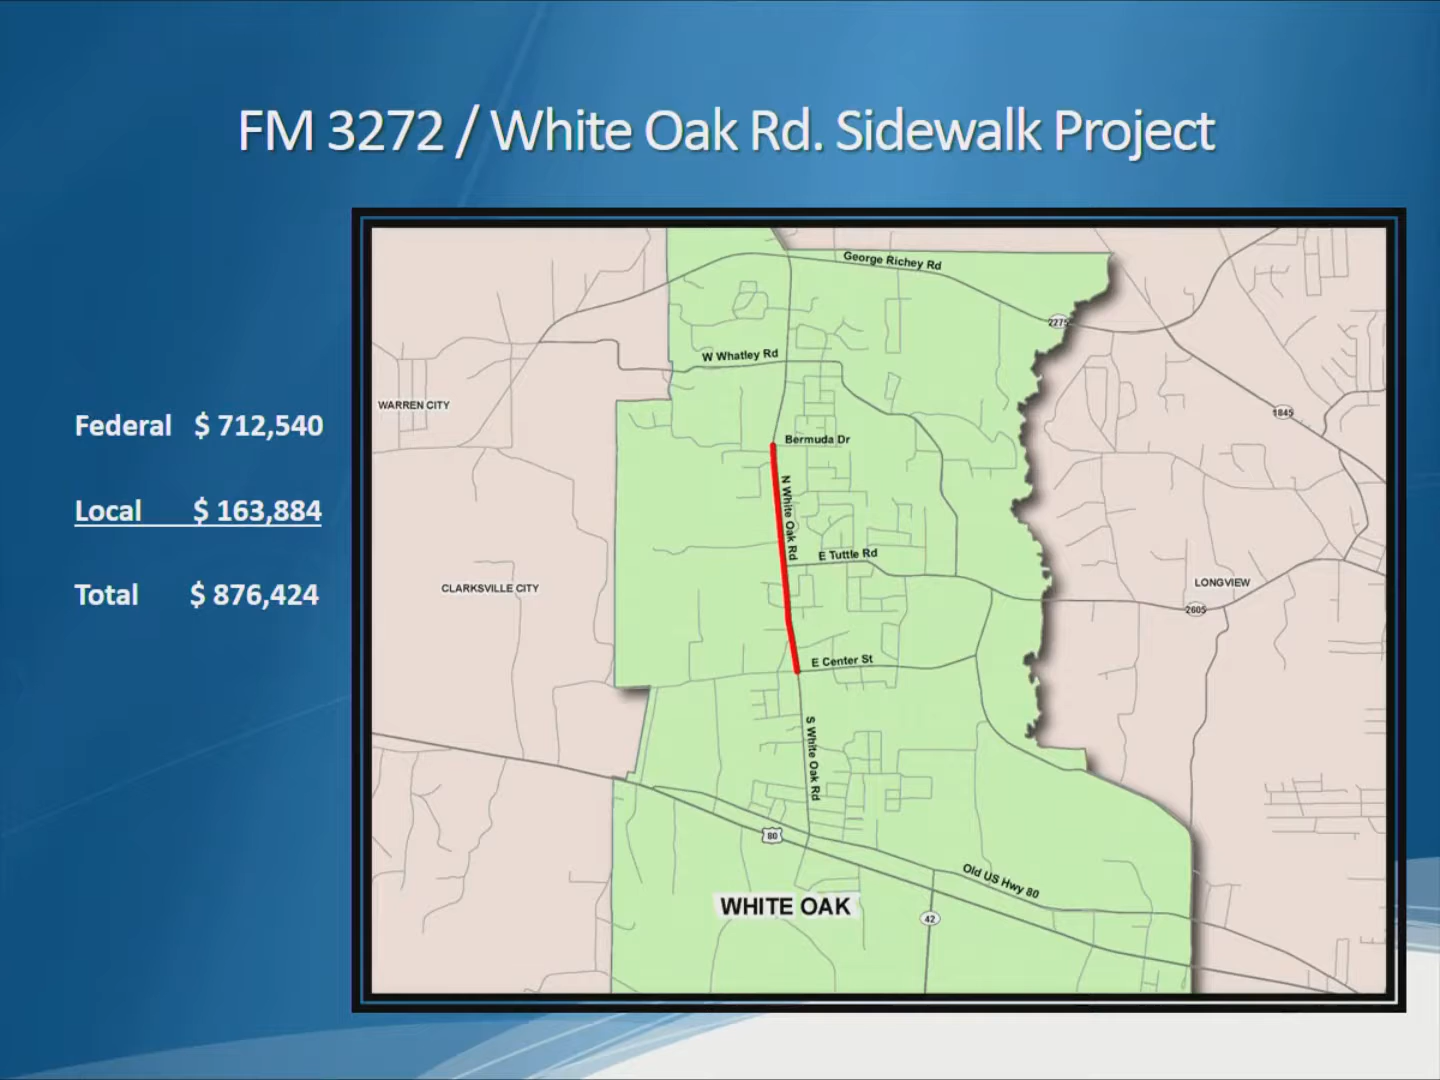 FM 3272 / White Oak Rd. Sidewalk Project
Federal $ 712,540
Local $ 163,884
Total $ 876,424
George Richey Rd
2275
W Whatley Rd
WARREN CITY
1845
Bermuda Dr
N White Oak Rd
E Tuttle Rd
CLARKSVILLE CITY
LONGVIEW
2605
E Center St
S White Oak Rd
80
Old US Hwy 80
WHITE OAK
42